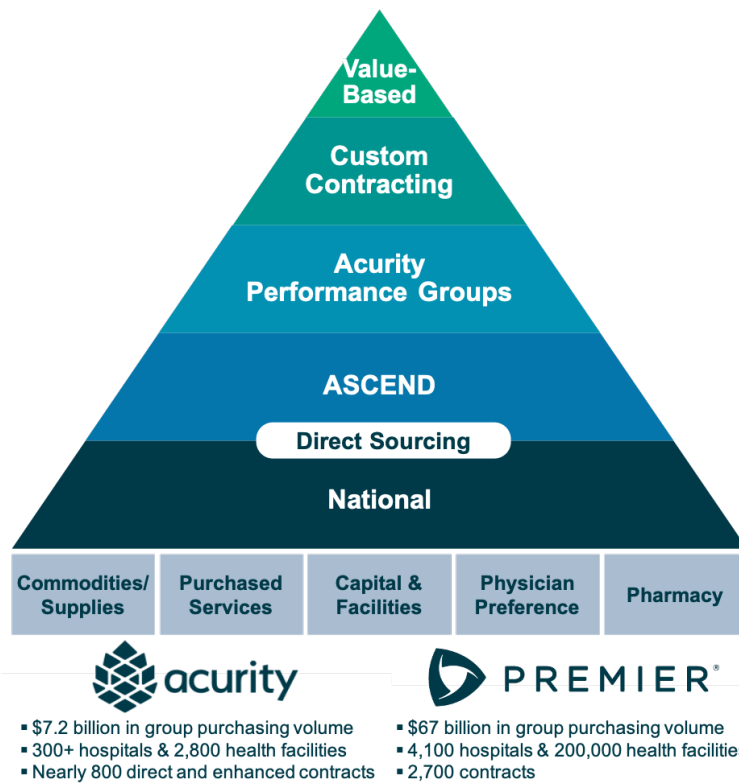 Value-
Based
Custom
Contracting
Acurity
Performance Groups
ASCEND
Direct Sourcing
National
Commodities/
Supplies
Purchased
Services
Capital &
Facilities
Physician
Preference
Pharmacy
acurity
▪ $7.2 billion in group purchasing volume
▪ 300+ hospitals & 2,800 health facilities
▪ Nearly 800 direct and enhanced contracts
PREMIER®
▪ $67 billion in group purchasing volume
▪ 4,100 hospitals & 200,000 health facilities
▪ 2,700 contracts